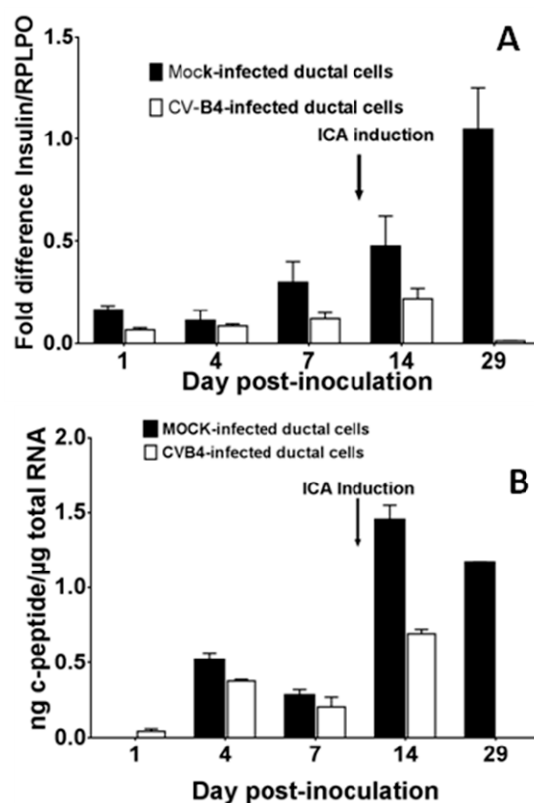 A
Mock-infected ductal cells
CV-B4-infected ductal cells
ICA induction
Fold difference Insulin/RPLPO
1.5
1.0
0.5
0.0
1 4 7 14 29
Day post-inoculation
B
MOCK-infected ductal cells
CVB4-infected ductal cells
ICA Induction
ng c-peptide/µg total RNA
2.0
1.5
1.0
0.5
0.0
1 4 7 14 29
Day post-inoculation